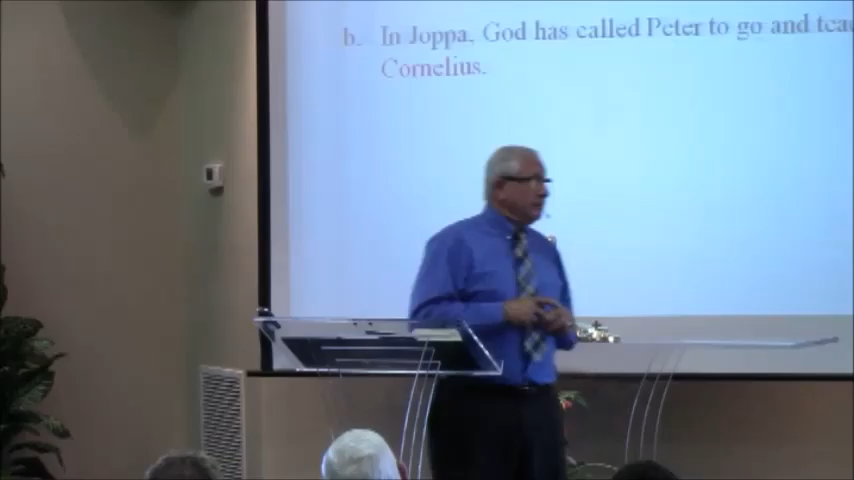 b. In Joppa, God has called Peter to go and
Cornelius.